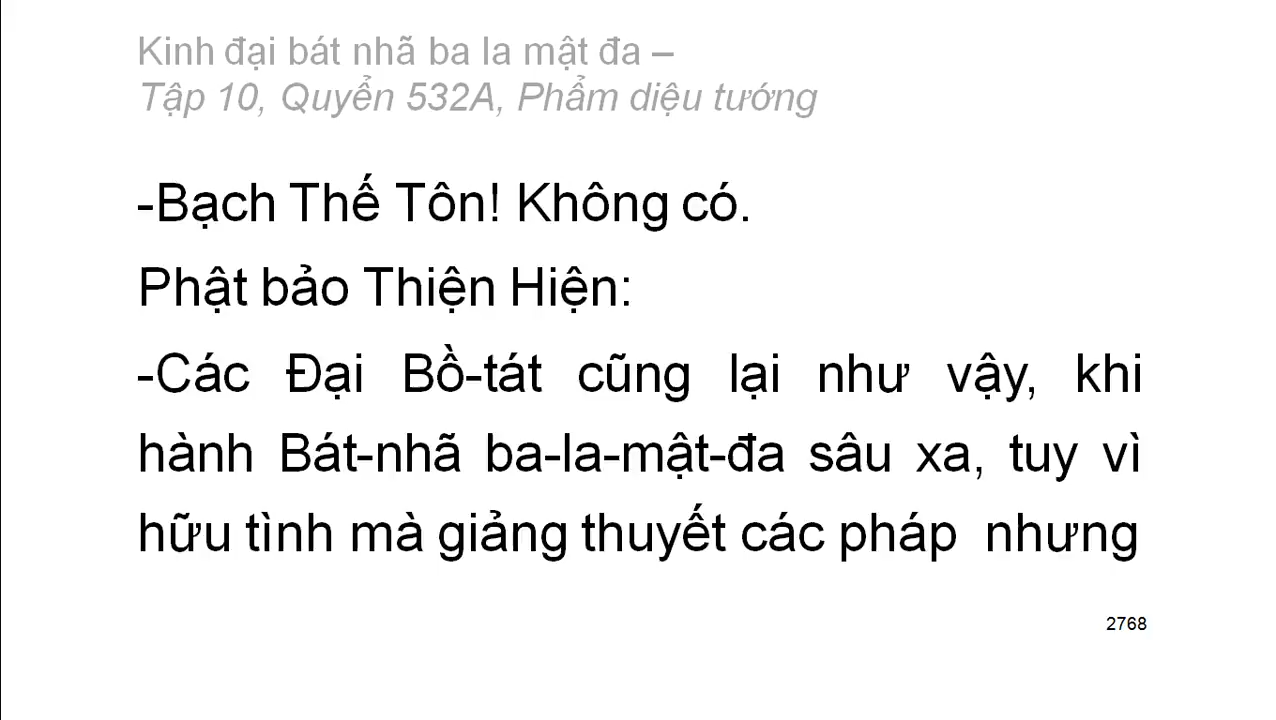 Kinh đại bát nhã ba la mật đa –
Tập 10, Quyển 532A, Phẩm diệu tướng
-Bạch Thế Tôn! Không có.
Phật bảo Thiện Hiện:
-Các Đại Bồ-tát cũng lại như vậy, khi
hành Bát-nhã ba-la-mật-đa sâu xa, tuy vì
hữu tình mà giảng thuyết các pháp nhưng
2768